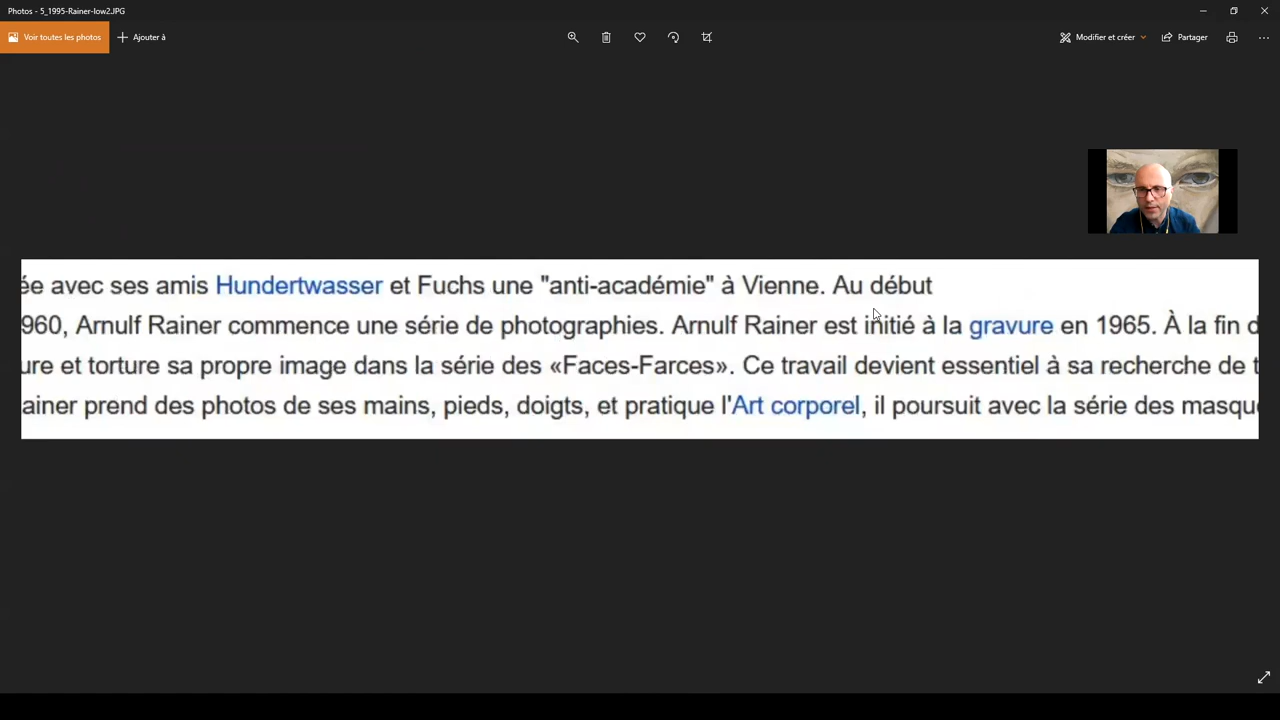 Photos - 5_1995-Rainer-low2.JPG
Voir toutes les photos
Ajouter à
Modifier et créer
Partager
ée avec ses amis Hundertwasser et Fuchs une "anti-académie" à Vienne. Au début
960, Arnulf Rainer commence une série de photographies. Arnulf Rainer est initié à la gravure en 1965. À la fin d
ure et torture sa propre image dans la série des «Faces-Farces». Ce travail devient essentiel à sa recherche de t
ainer prend des photos de ses mains, pieds, doigts, et pratique l'Art corporel, il poursuit avec la série des masqu